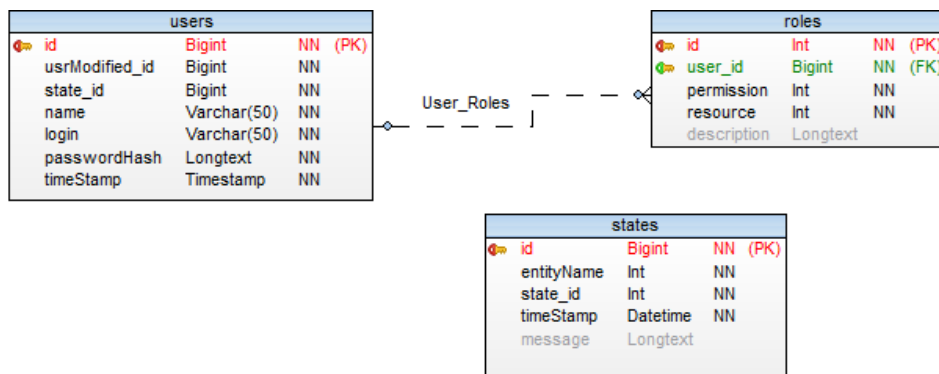 users
id Bigint NN (PK)
usrModified_id Bigint NN
state_id Bigint NN
name Varchar(50) NN
login Varchar(50) NN
passwordHash Longtext NN
timeStamp Timestamp NN
User_Roles
roles
id Int NN (PK)
user_id Bigint NN (FK)
permission Int NN
resource Int NN
description Longtext
states
id Bigint NN (PK)
entityName Int NN
state_id Int NN
timeStamp Datetime NN
message Longtext